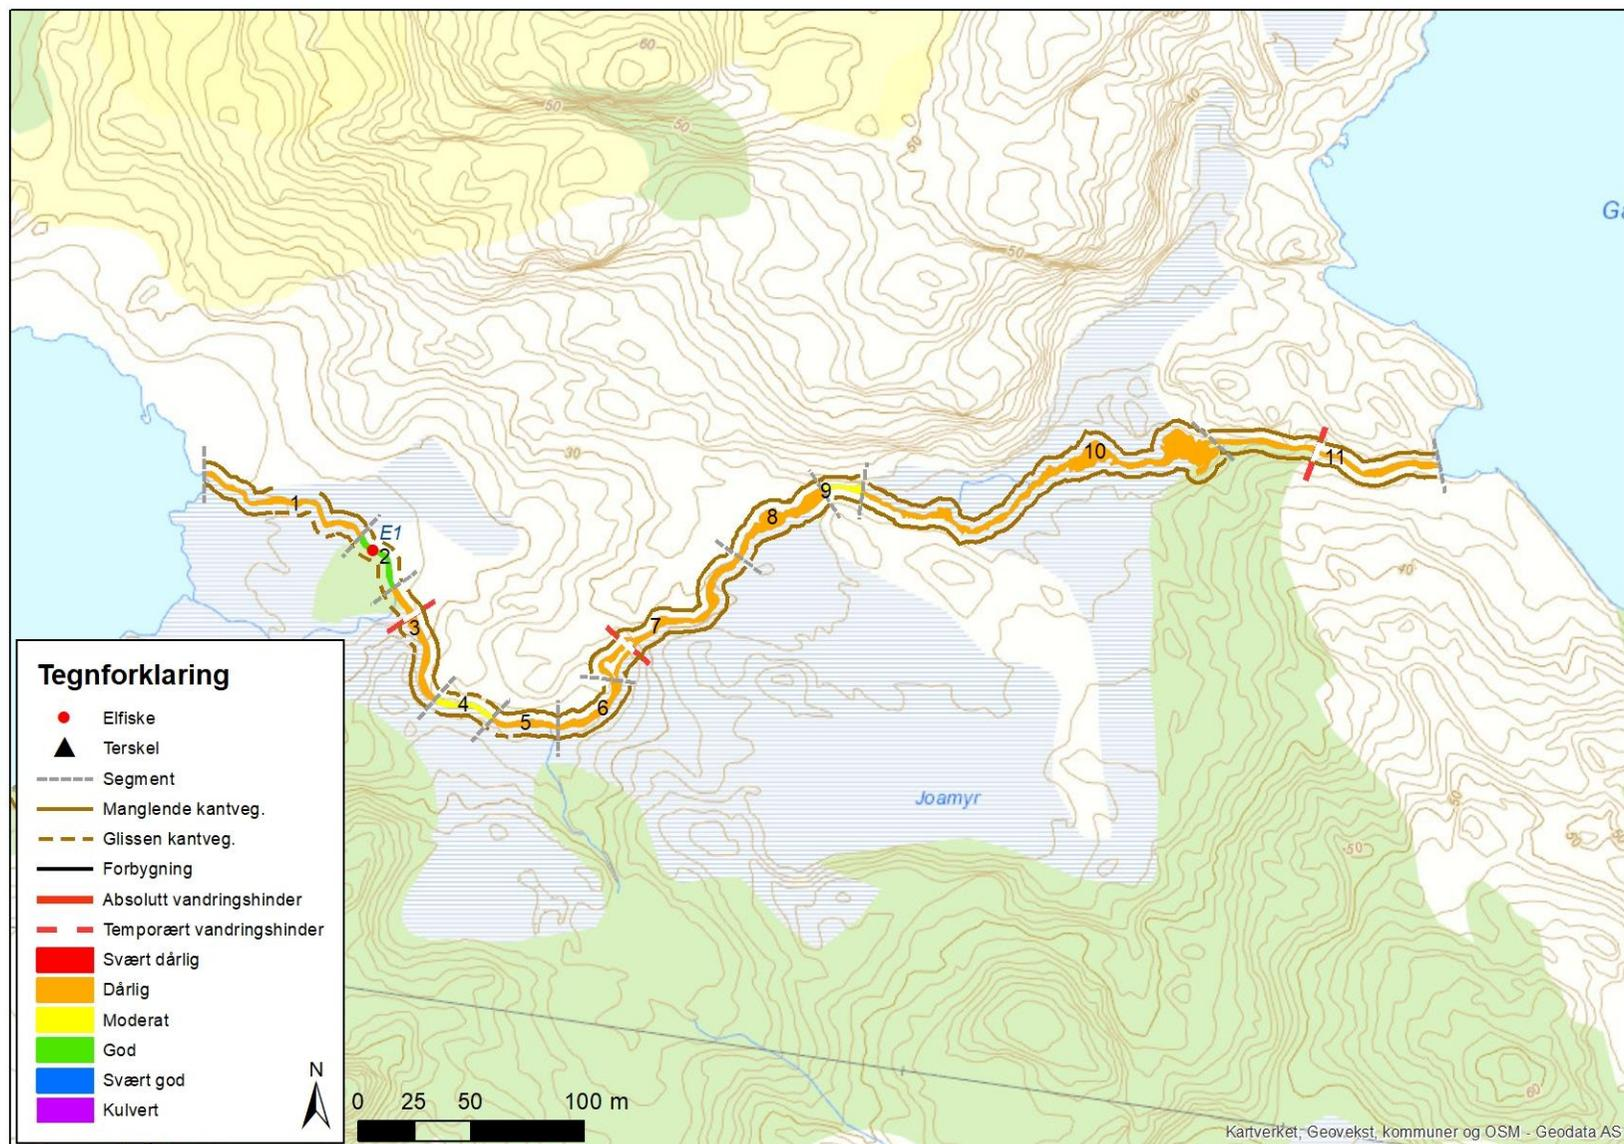 60
50
50
40
50
50
Ga
30
1
E1
2
3
4
5
6
7
8
9
10
11
40
Joamyr
50
50
50
60
Tegnforklaring
Elfiske
Terskel
Segment
Manglende kantveg.
Glissen kantveg.
Forbygning
Absolutt vandringshinder
Temporært vandringshinder
Svært dårlig
Dårlig
Moderat
God
Svært god
Kulvert
N
0 25 50 100 m
Kartverket, Geovekst, kommuner og OSM - Geodata AS